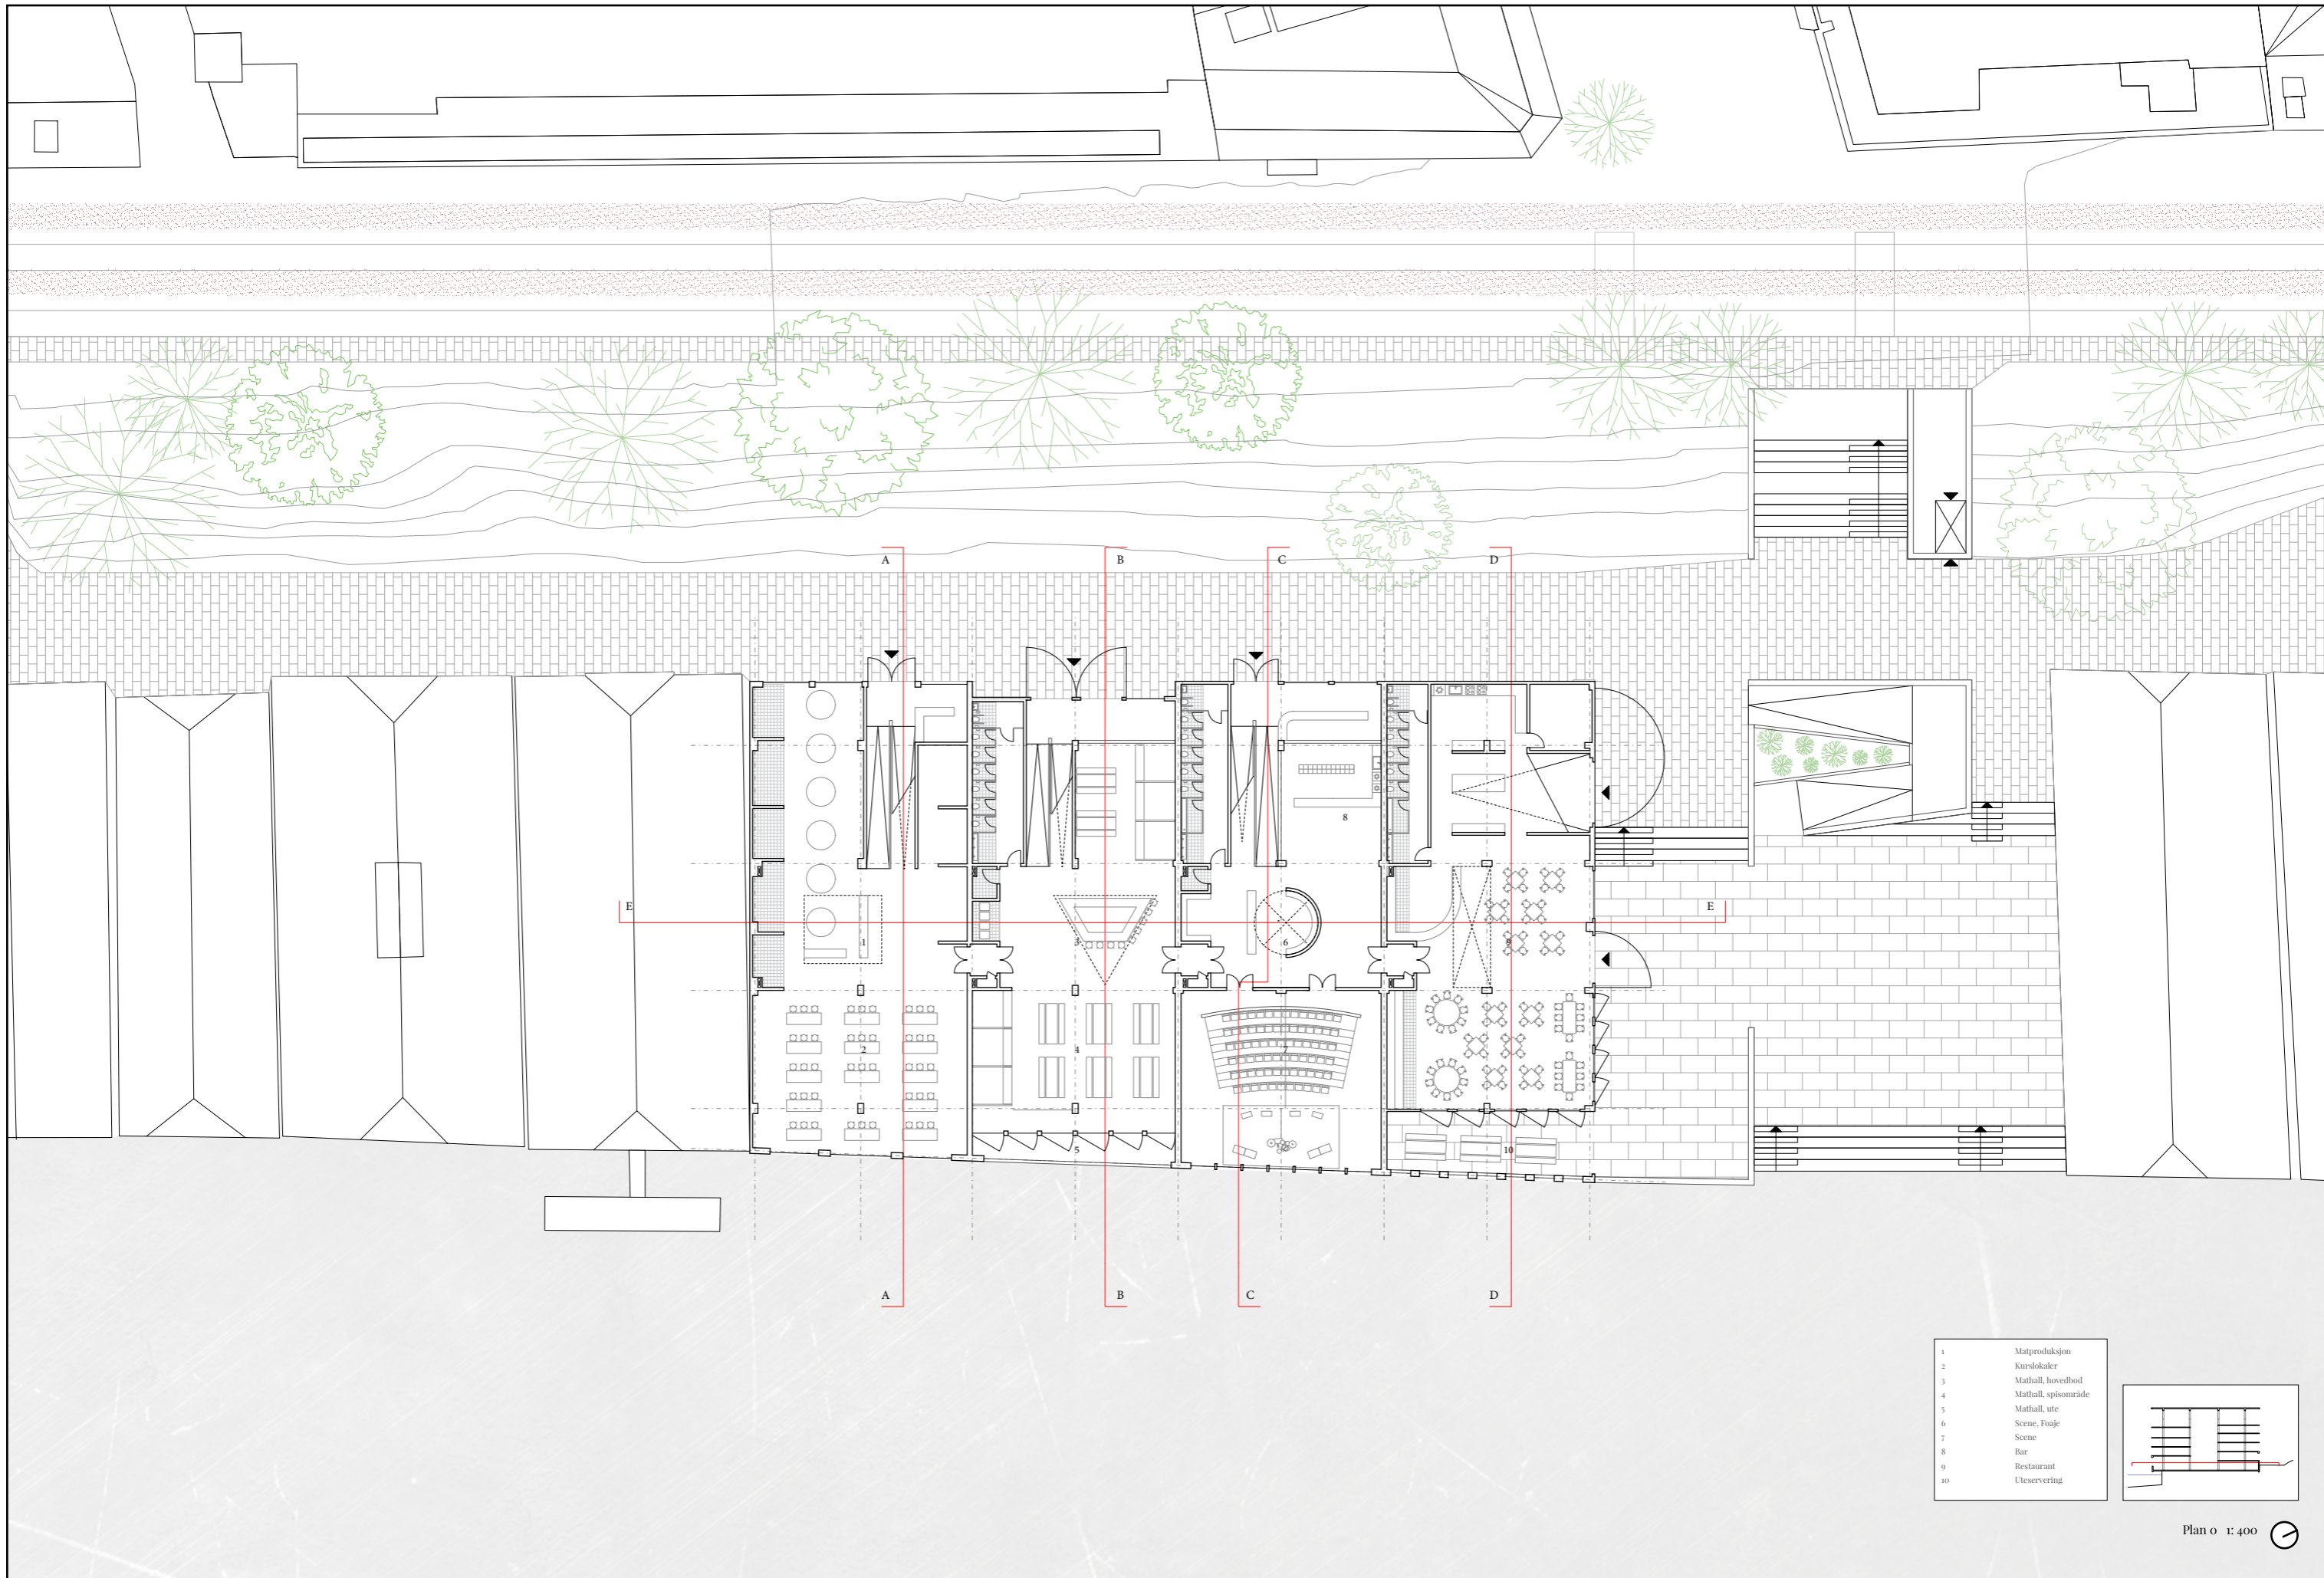 A B C D
E E
8
1 3 6 9
2 4 7
5 10
A B C D
1 Matproduksjon
2 Kurslokaler
3 Mathall, hovedbod
4 Mathall, spisområde
5 Mathall, ute
6 Scene, Foaje
7 Scene
8 Bar
9 Restaurant
10 Uteservering
Plan 0 1: 400